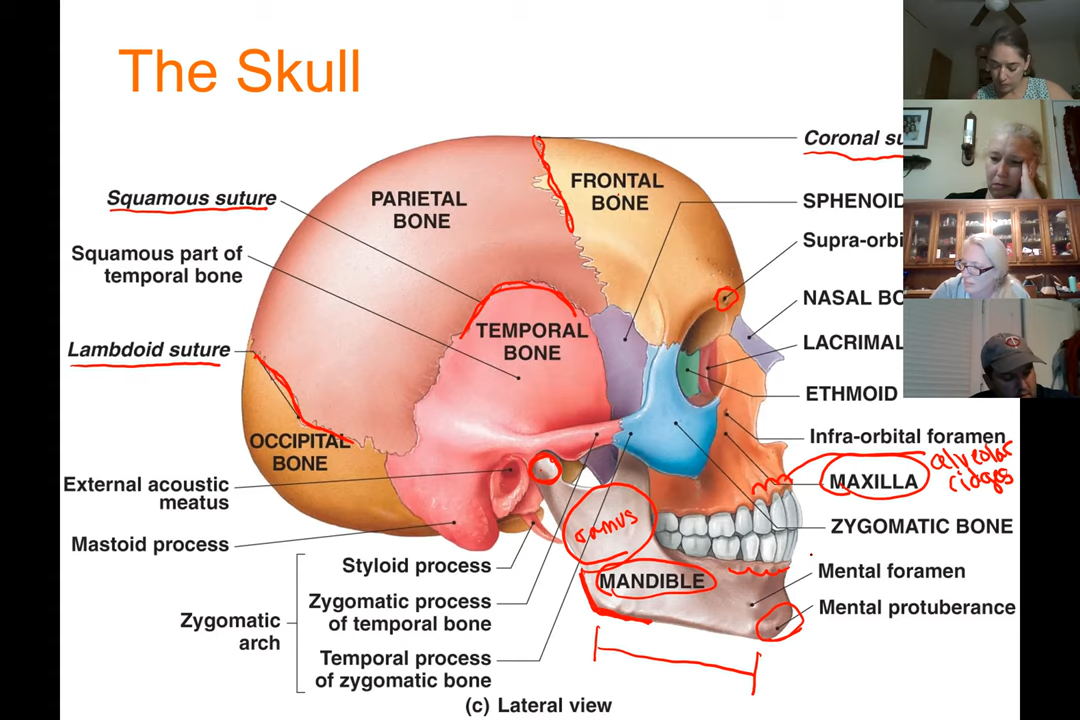 The Skull
Coronal su
Squamous suture
PARIETAL
BONE
FRONTAL
BONE
SPHENOID
Squamous part of
temporal bone
Supra-orbi
NASAL BO
TEMPORAL
BONE
LACRIMAL
Lambdoid suture
ETHMOID
OCCIPITAL
BONE
Infra-orbital foramen
alveolar
ridges
MAXILLA
External acoustic
meatus
ramus
ZYGOMATIC BONE
Mastoid process
Styloid process
MANDIBLE
Mental foramen
Zygomatic process
of temporal bone
Mental protuberance
Zygomatic
arch
Temporal process
of zygomatic bone
(c) Lateral view